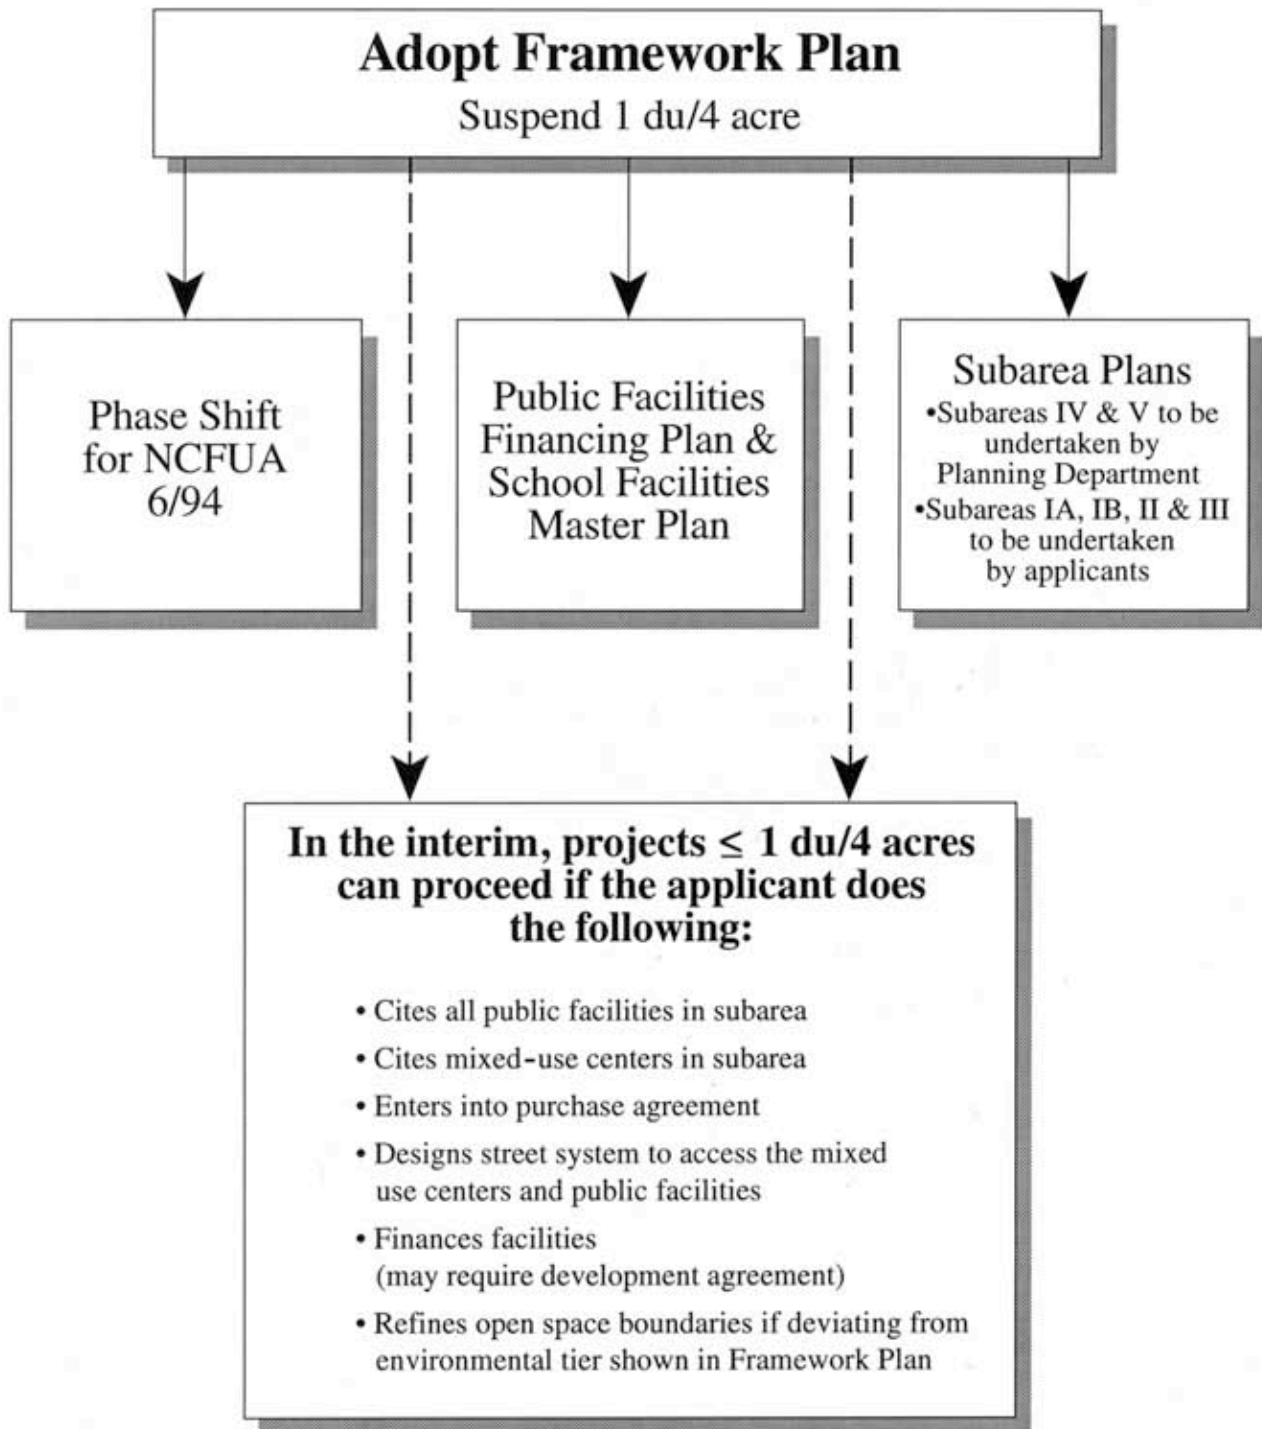 Adopt Framework Plan
Suspend 1 du/4 acre
Phase Shift
for NCFUA
6/94
Public Facilities
Financing Plan &
School Facilities
Master Plan
Subarea Plans
•Subareas IV & V to be
undertaken by
Planning Department
•Subareas IA, IB, II & III
to be undertaken
by applicants
In the interim, projects ≤ 1 du/4 acres
can proceed if the applicant does
the following:
• Cites all public facilities in subarea
• Cites mixed-use centers in subarea
• Enters into purchase agreement
• Designs street system to access the mixed
use centers and public facilities
• Finances facilities
(may require development agreement)
• Refines open space boundaries if deviating from
environmental tier shown in Framework Plan